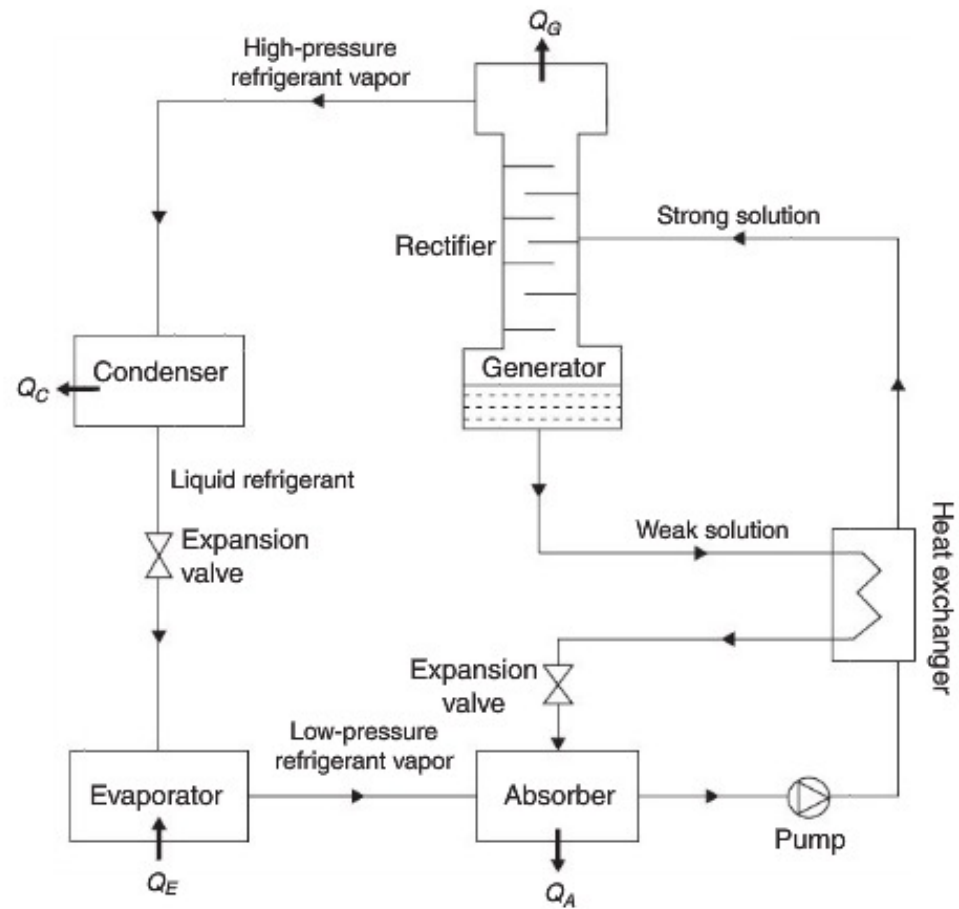 Q_G
High-pressure
refrigerant vapor
Strong solution
Rectifier
Generator
Condenser
Q_C
Liquid refrigerant
Weak solution
Expansion
valve
Heat exchanger
Expansion
valve
Low-pressure
refrigerant vapor
Evaporator
Absorber
Pump
Q_E
Q_A